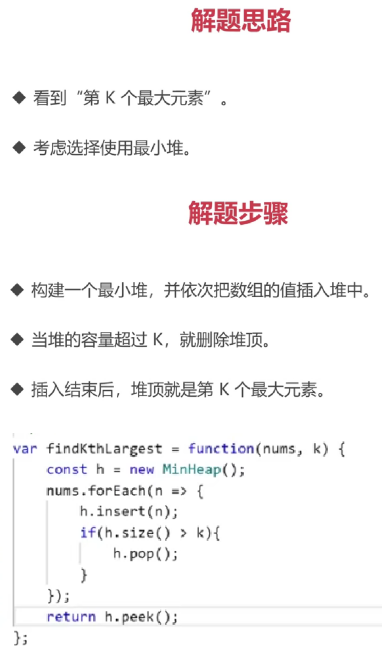 解题思路
◆ 看到“第 K 个最大元素”。
◆ 考虑选择使用最小堆。
解题步骤
◆ 构建一个最小堆，并依次把数组的值插入堆中。
◆ 当堆的容量超过 K，就删除堆顶。
◆ 插入结束后，堆顶就是第 K 个最大元素。
var findKthLargest = function(nums, k) {
    const h = new MinHeap();
    nums.forEach(n => {
        h.insert(n);
        if(h.size() > k){
            h.pop();
        }
    });
    return h.peek();
};